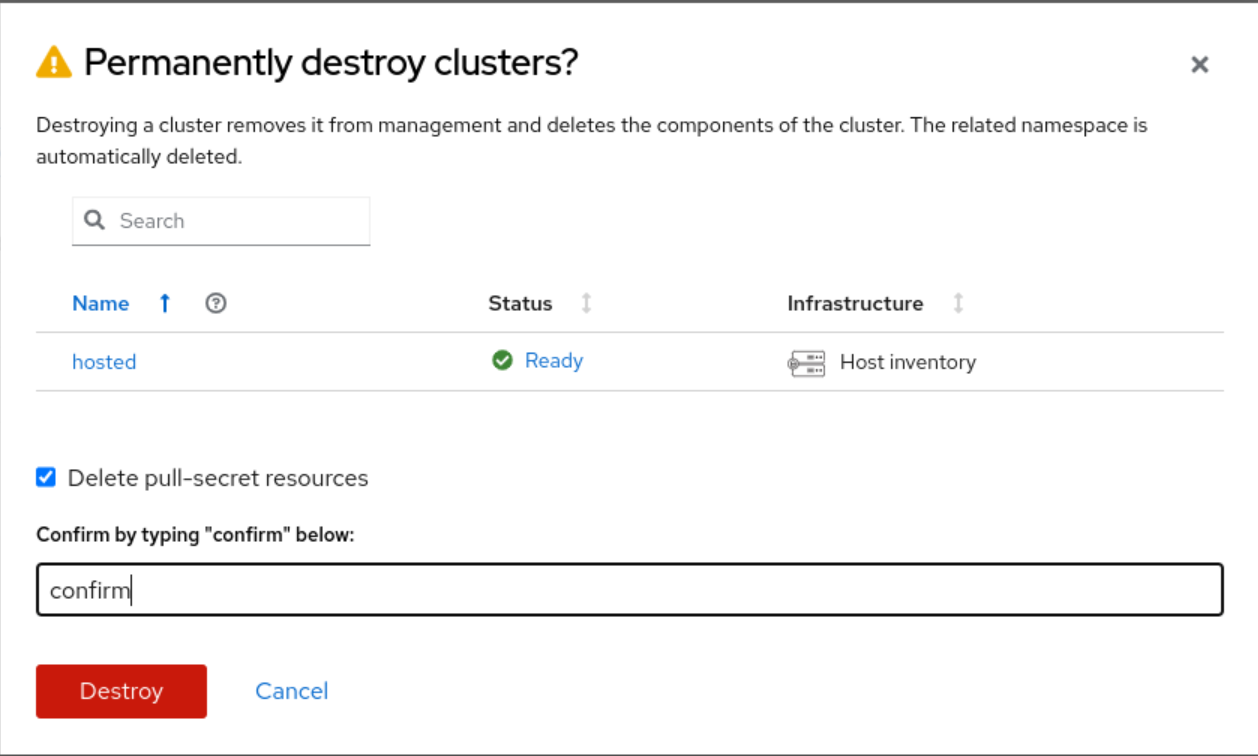 Permanently destroy clusters?
Destroying a cluster removes it from management and deletes the components of the cluster. The related namespace is
automatically deleted.
Search
Name Status Infrastructure
hosted Ready Host inventory
Delete pull-secret resources
Confirm by typing "confirm" below:
confirm
Destroy Cancel